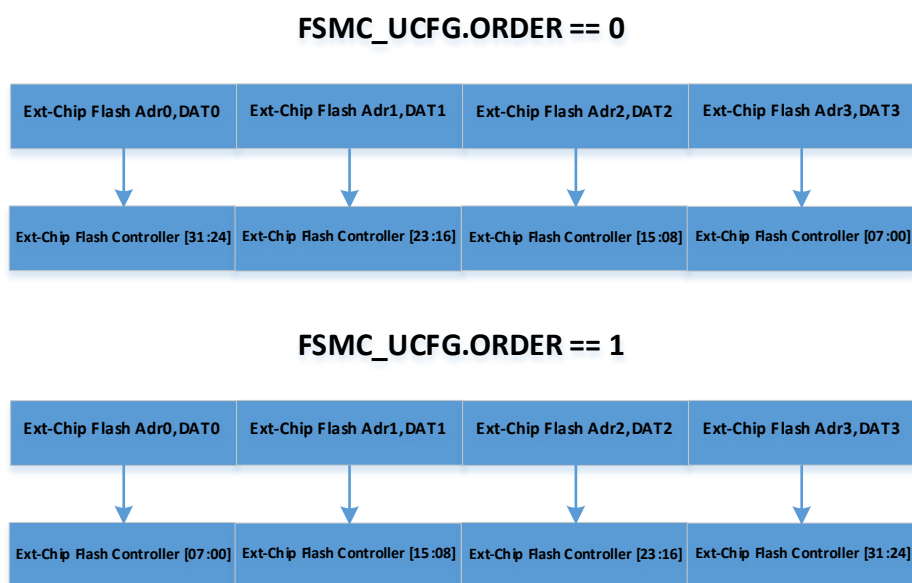 FSMC_UCFG.ORDER == 0
Ext-Chip Flash Adr0,DAT0
Ext-Chip Flash Adr1,DAT1
Ext-Chip Flash Adr2,DAT2
Ext-Chip Flash Adr3,DAT3
Ext-Chip Flash Controller [31:24]
Ext-Chip Flash Controller [23:16]
Ext-Chip Flash Controller [15:08]
Ext-Chip Flash Controller [07:00]
FSMC_UCFG.ORDER == 1
Ext-Chip Flash Adr0,DAT0
Ext-Chip Flash Adr1,DAT1
Ext-Chip Flash Adr2,DAT2
Ext-Chip Flash Adr3,DAT3
Ext-Chip Flash Controller [07:00]
Ext-Chip Flash Controller [15:08]
Ext-Chip Flash Controller [23:16]
Ext-Chip Flash Controller [31:24]